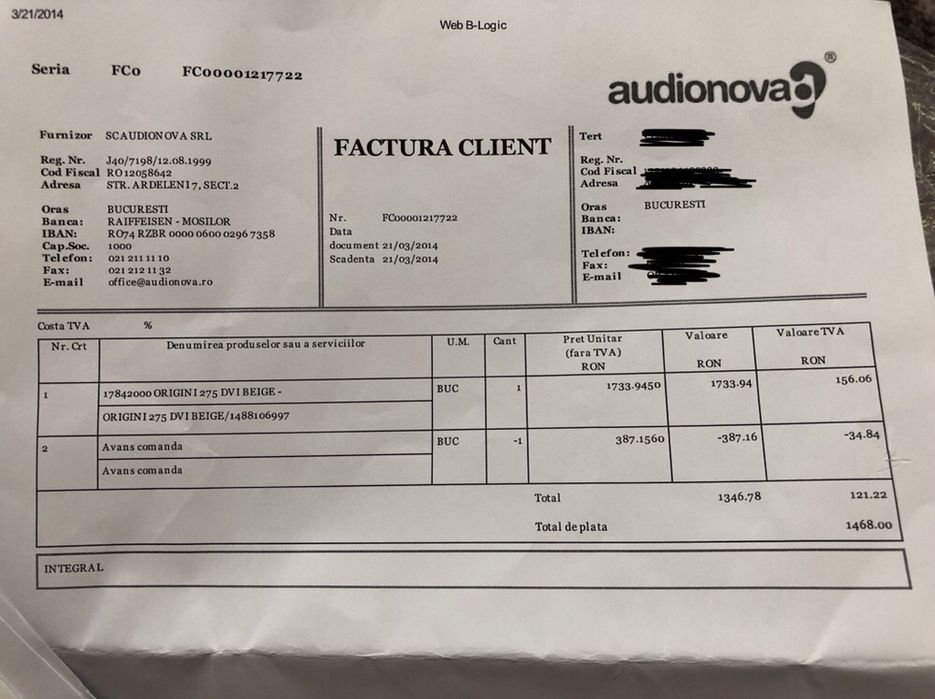 3/21/2014
Web B-Logic
Seria FC0 FC00001217722
audionova®
Furnizor SCAUDIONOVA SRL
Reg. Nr. J40/7198/12.08.1999
Cod Fiscal RO12058642
Adresa STR. ARDELENI 7, SECT.2
Oras BUCURESTI
Banca: RAIFFEISEN - MOSILOR
IBAN: RO74 RZBR 0000 0600 0296 7358
Cap.Soc. 1000
Telefon: 021 211 11 10
Fax: 021 212 11 32
E-mail office@audionova.ro
FACTURA CLIENT
Nr. FC00001217722
Data
document 21/03/2014
Scadenta 21/03/2014
Tert
Reg. Nr.
Cod Fiscal
Adresa
Oras BUCURESTI
Banca:
IBAN:
Telefon:
Fax:
E-mail
Costa TVA %
Nr. Crt Denumirea produselor sau a serviciilor U.M. Cant Pret Unitar (fara TVA) RON Valoare RON Valoare TVA RON
1 17842000 ORIGINI 275 DVI BEIGE - BUC 1 1733.9450 1733.94 156.06
ORIGINI 275 DVI BEIGE/1488106997
2 Avans comanda BUC -1 387.1560 -387.16 -34.84
Avans comanda
Total 1346.78 121.22
Total de plata 1468.00
INTEGRAL